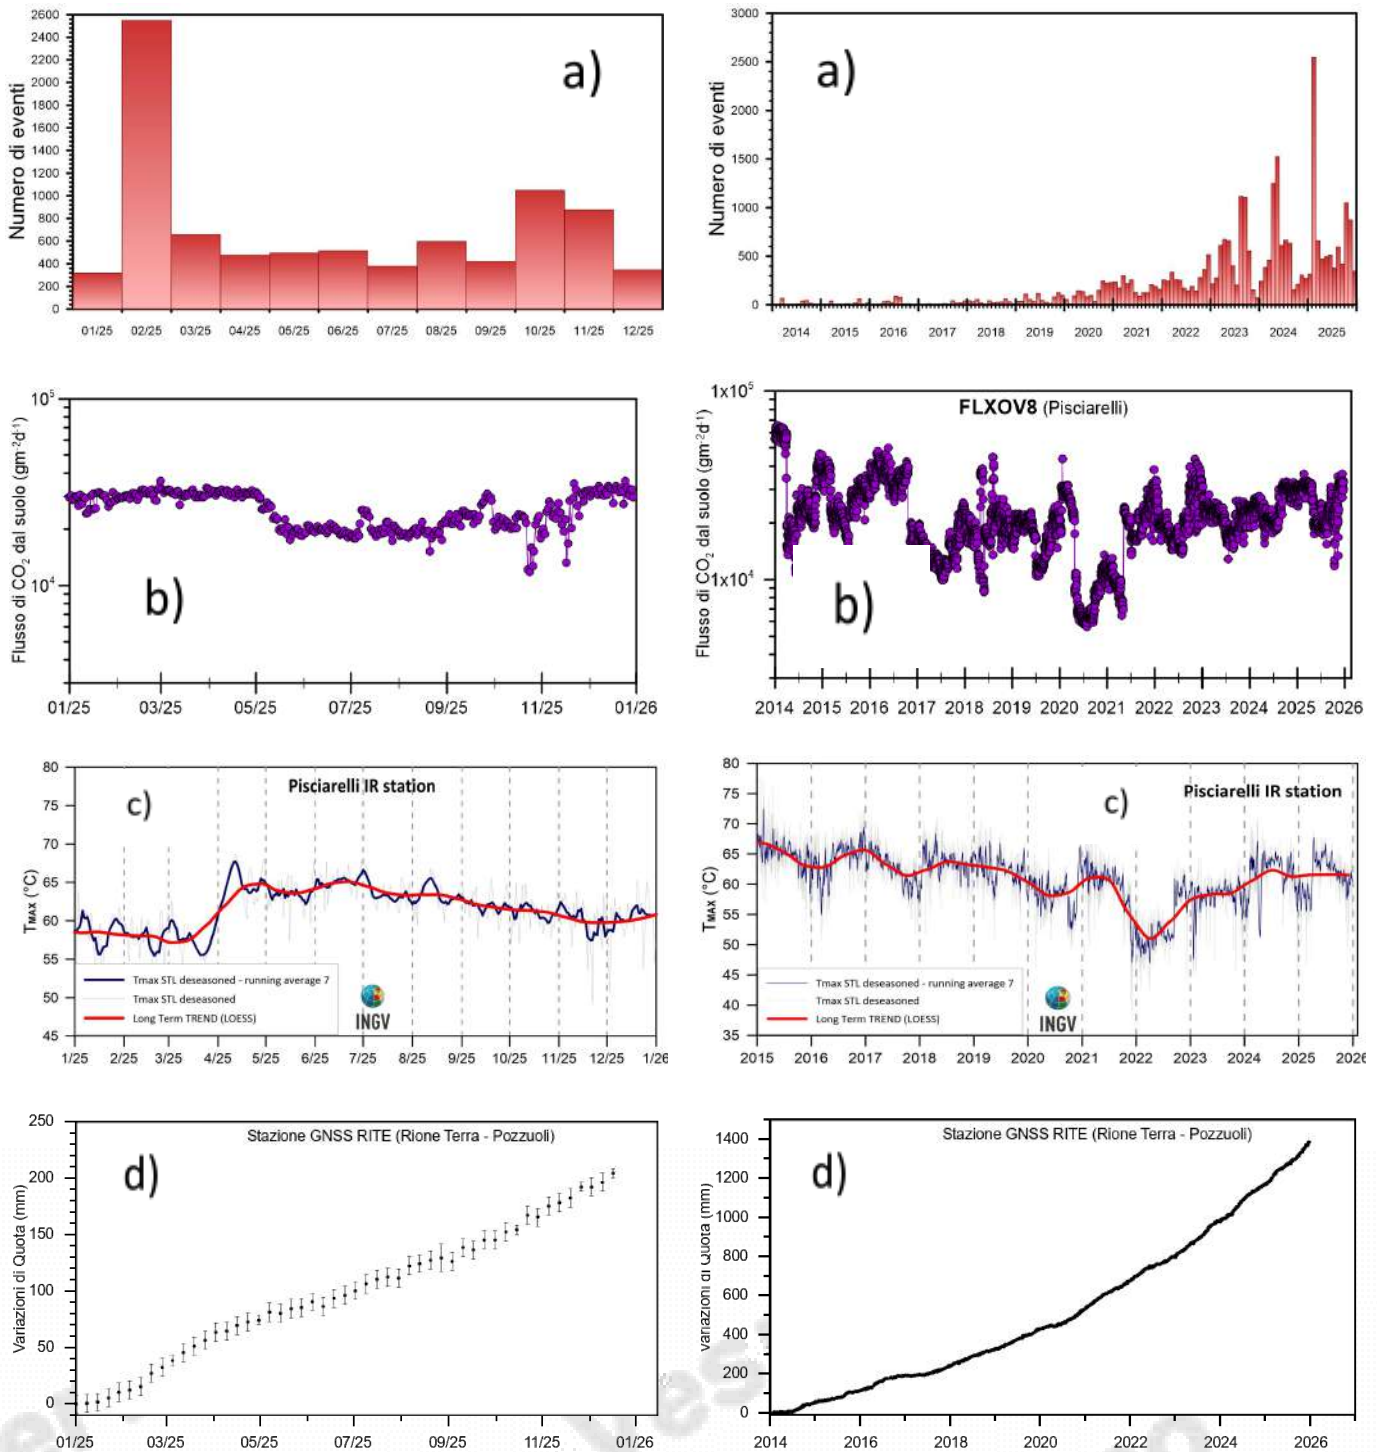 2600
2400
2200
2000
1800
1600
1400
1200
1000
800
600
400
200
0
Numero di eventi
a)
01/25 02/25 03/25 04/25 05/25 06/25 07/25 08/25 09/25 10/25 11/25 12/25
3000
2500
2000
1500
1000
500
0
Numero di eventi
a)
2014 2015 2016 2017 2018 2019 2020 2021 2022 2023 2024 2025
10⁵
10⁴
Flusso di CO₂ dal suolo (gm⁻²d⁻¹)
b)
01/25 03/25 05/25 07/25 09/25 11/25 01/26
1x10⁵
1x10⁴
Flusso di CO₂ dal suolo (gm⁻²d⁻¹)
FLXOV8 (Pisciarelli)
b)
2014 2015 2016 2017 2018 2019 2020 2021 2022 2023 2024 2025 2026
80
75
70
65
60
55
50
45
TMAX (°C)
Pisciarelli IR station
c)
Tmax STL deseasoned - running average 7
Tmax STL deseasoned
Long Term TREND (LOESS)
INGV
1/25 2/25 3/25 4/25 5/25 6/25 7/25 8/25 9/25 10/25 11/25 12/25 1/26
80
75
70
65
60
55
50
45
40
35
TMAX (°C)
c)
Pisciarelli IR station
Tmax STL deseasoned - running average 7
Tmax STL deseasoned
Long Term TREND (LOESS)
INGV
2015 2016 2017 2018 2019 2020 2021 2022 2023 2024 2025 2026
250
200
150
100
50
0
Variazioni di Quota (mm)
Stazione GNSS RITE (Rione Terra - Pozzuoli)
d)
01/25 03/25 05/25 07/25 09/25 11/25 01/26
1400
1200
1000
800
600
400
200
0
Variazioni di Quota (mm)
Stazione GNSS RITE (Rione Terra - Pozzuoli)
d)
2014 2016 2018 2020 2022 2024 2026